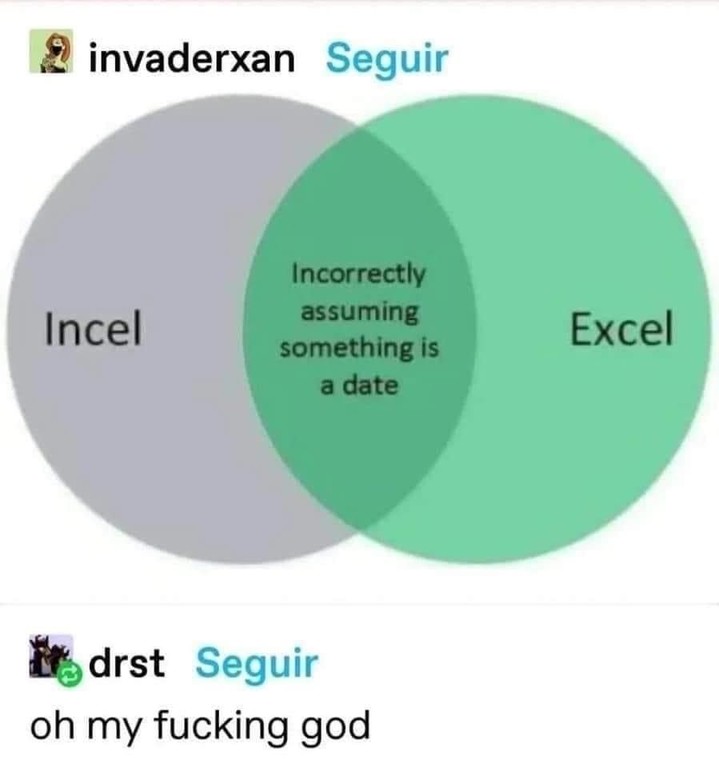 invaderxan Seguir
Incel
Incorrectly
assuming
something is
a date
Excel
drst Seguir
oh my fucking god